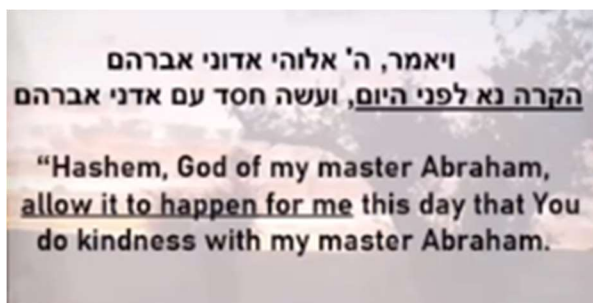 ויאמר, ה' אלוהי אדוני אברהם
הקרה נא לפני היום, ועשה חסד עם אדני אברהם
“Hashem, God of my master Abraham,
allow it to happen for me this day that You
do kindness with my master Abraham.